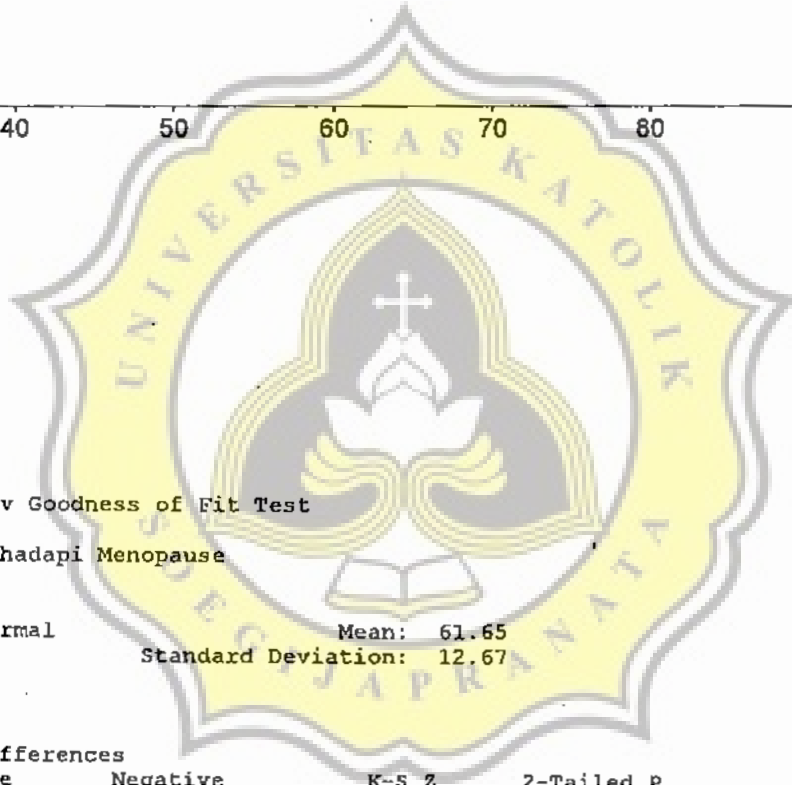 40 50 60 70 80
UNIVERSITAS KATOLIK
SOEGIJAPRANATA
v Goodness of Fit Test
hadapi Menopause
rmal Mean: 61.65
Standard Deviation: 12.67
fferences
e Negative K-S Z 2-Tailed P